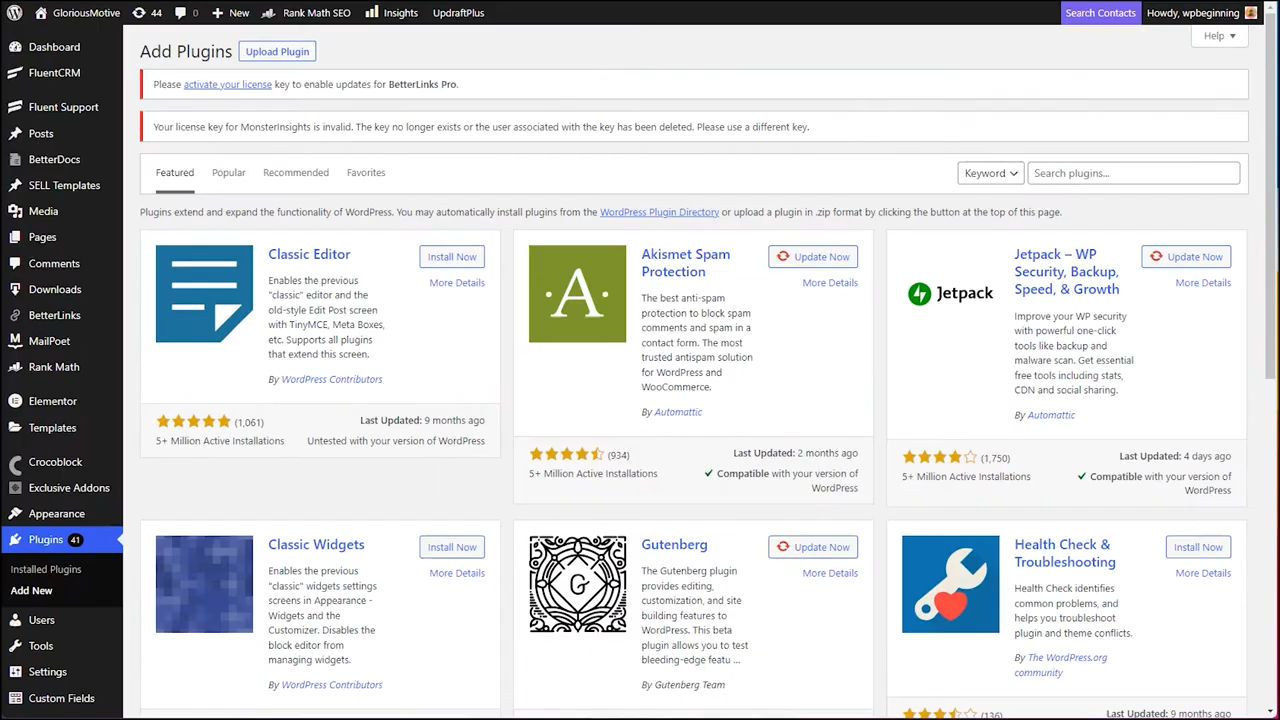 GloriousMotive 44 0 New Rank Math SEO Insights UpdraftPlus Search Contacts Howdy, wpbeginning
Dashboard
FluentCRM
Fluent Support
Posts
BetterDocs
SELL Templates
Media
Pages
Comments
Downloads
BetterLinks
MailPoet
Rank Math
Elementor
Templates
Crocoblock
Exclusive Addons
Appearance
Plugins 41
Installed Plugins
Add New
Users
Tools
Settings
Custom Fields
Help
Add Plugins Upload Plugin
Please activate your license key to enable updates for BetterLinks Pro.
Your license key for MonsterInsights is invalid. The key no longer exists or the user associated with the key has been deleted. Please use a different key.
Featured Popular Recommended Favorites Keyword Search plugins...
Plugins extend and expand the functionality of WordPress. You may automatically install plugins from the WordPress Plugin Directory or upload a plugin in .zip format by clicking the button at the top of this page.
Classic Editor
Install Now
More Details
Enables the previous
"classic" editor and the
old-style Edit Post screen
with TinyMCE, Meta Boxes,
etc. Supports all plugins
that extend this screen.
By WordPress Contributors
(1,061)
Last Updated: 9 months ago
5+ Million Active Installations
Untested with your version of WordPress
A
Akismet Spam
Protection
Update Now
More Details
The best anti-spam
protection to block spam
comments and spam in a
contact form. The most
trusted antispam solution
for WordPress and
WooCommerce.
By Automattic
(934)
Last Updated: 2 months ago
5+ Million Active Installations
Compatible with your version of
WordPress
Jetpack
Jetpack – WP
Security, Backup,
Speed, & Growth
Update Now
More Details
Improve your WP security
with powerful one-click
tools like backup and
malware scan. Get essential
free tools including stats,
CDN and social sharing.
By Automattic
(1,750)
Last Updated: 4 days ago
5+ Million Active Installations
Compatible with your version of
WordPress
Classic Widgets
Install Now
More Details
Enables the previous
"classic" widgets settings
screens in Appearance -
Widgets and the
Customizer. Disables the
block editor from
managing widgets.
By WordPress Contributors
G
Gutenberg
Update Now
More Details
The Gutenberg plugin
provides editing,
customization, and site
building features to
WordPress. This beta
plugin allows you to test
bleeding-edge featu ...
By Gutenberg Team
Health Check &
Troubleshooting
Install Now
More Details
Health Check identifies
common problems, and
helps you troubleshoot
plugin and theme conflicts.
By The WordPress.org
community
(136)
Last Updated: 9 months ago